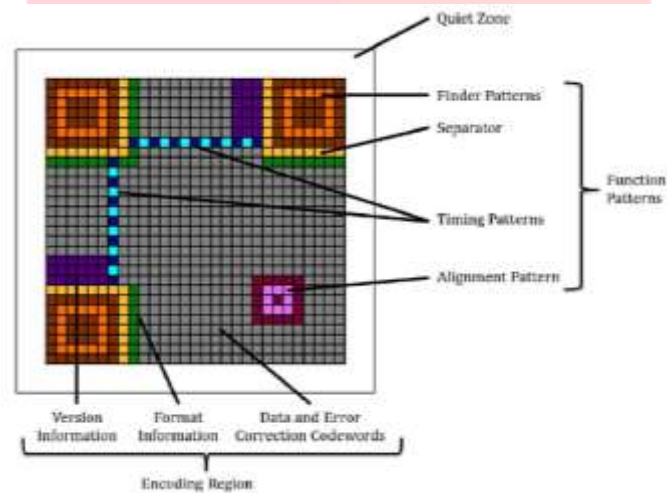 Quiet Zone
Finder Patterns
Separator
Function
Patterns
Timing Patterns
Alignment Pattern
Version
Information
Format
Information
Data and Error
Correction Codewords
Encoding Region